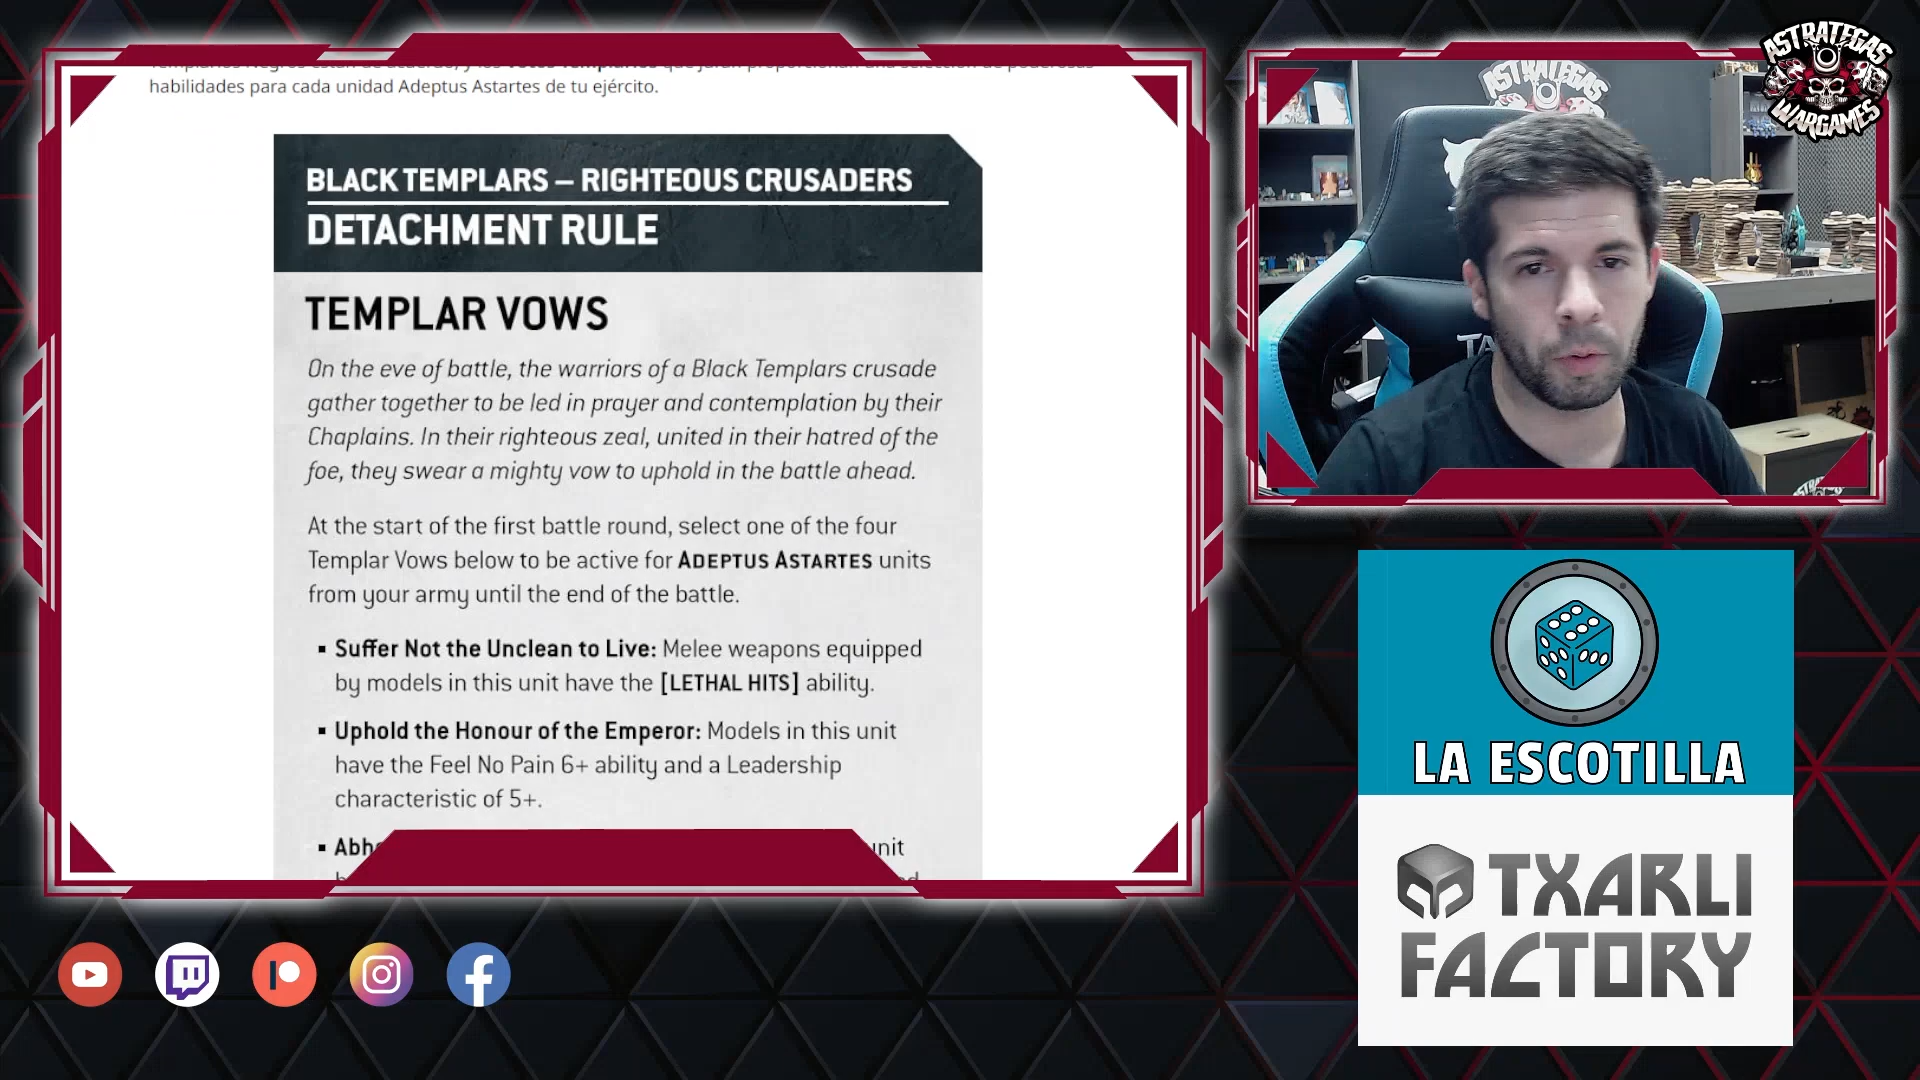 habilidades para cada unidad Adeptus Astartes de tu ejército.
BLACK TEMPLARS – RIGHTEOUS CRUSADERS
DETACHMENT RULE
TEMPLAR VOWS
On the eve of battle, the warriors of a Black Templars crusade
gather together to be led in prayer and contemplation by their
Chaplains. In their righteous zeal, united in their hatred of the
foe, they swear a mighty vow to uphold in the battle ahead.
At the start of the first battle round, select one of the four
Templar Vows below to be active for ADEPTUS ASTARTES units
from your army until the end of the battle.
▪ Suffer Not the Unclean to Live: Melee weapons equipped
by models in this unit have the [LETHAL HITS] ability.
▪ Uphold the Honour of the Emperor: Models in this unit
have the Feel No Pain 6+ ability and a Leadership
characteristic of 5+.
ASTRATEGAS
WARGAMES
ASTRATEGAS
LA ESCOTILLA
TXARLI
FACTORY